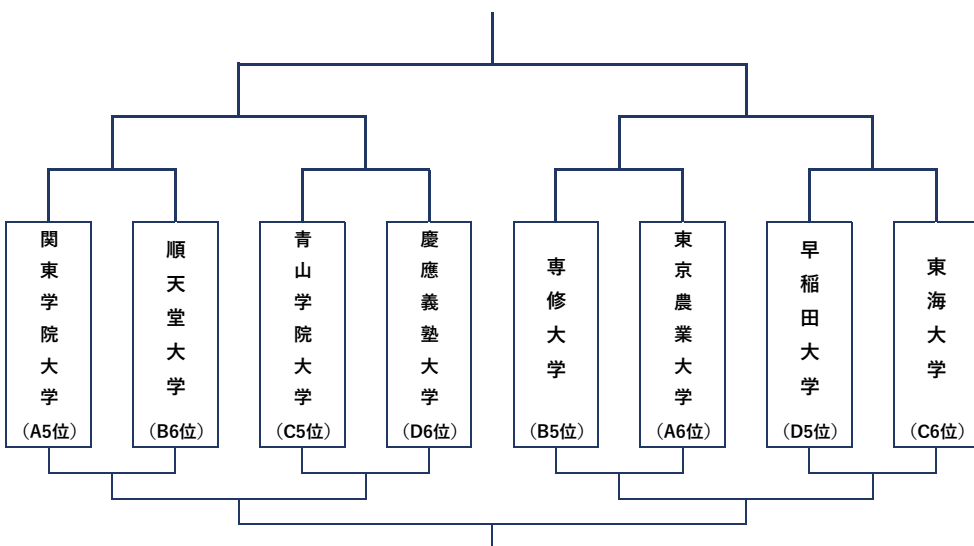 関東学院大学
（A5位）
順天堂大学
（B6位）
青山学院大学
（C5位）
慶應義塾大学
（D6位）
専修大学
（B5位）
東京農業大学
（A6位）
早稲田大学
（D5位）
東海大学
（C6位）